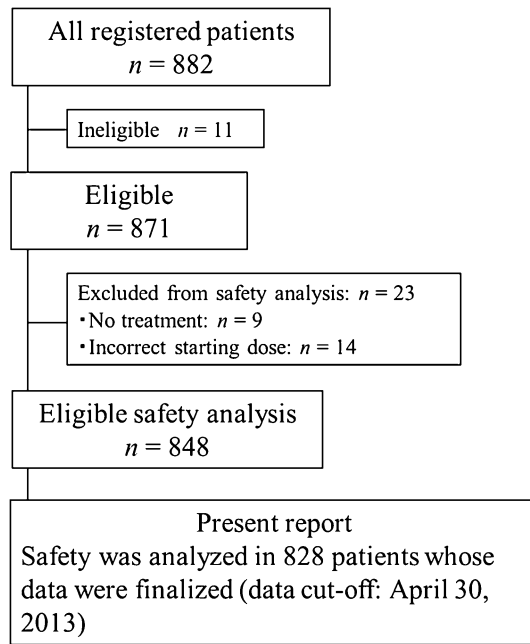 All registered patients
n = 882
Ineligible n = 11
Eligible
n = 871
Excluded from safety analysis: n = 23
・No treatment: n = 9
・Incorrect starting dose: n = 14
Eligible safety analysis
n = 848
Present report
Safety was analyzed in 828 patients whose
data were finalized (data cut-off: April 30,
2013)